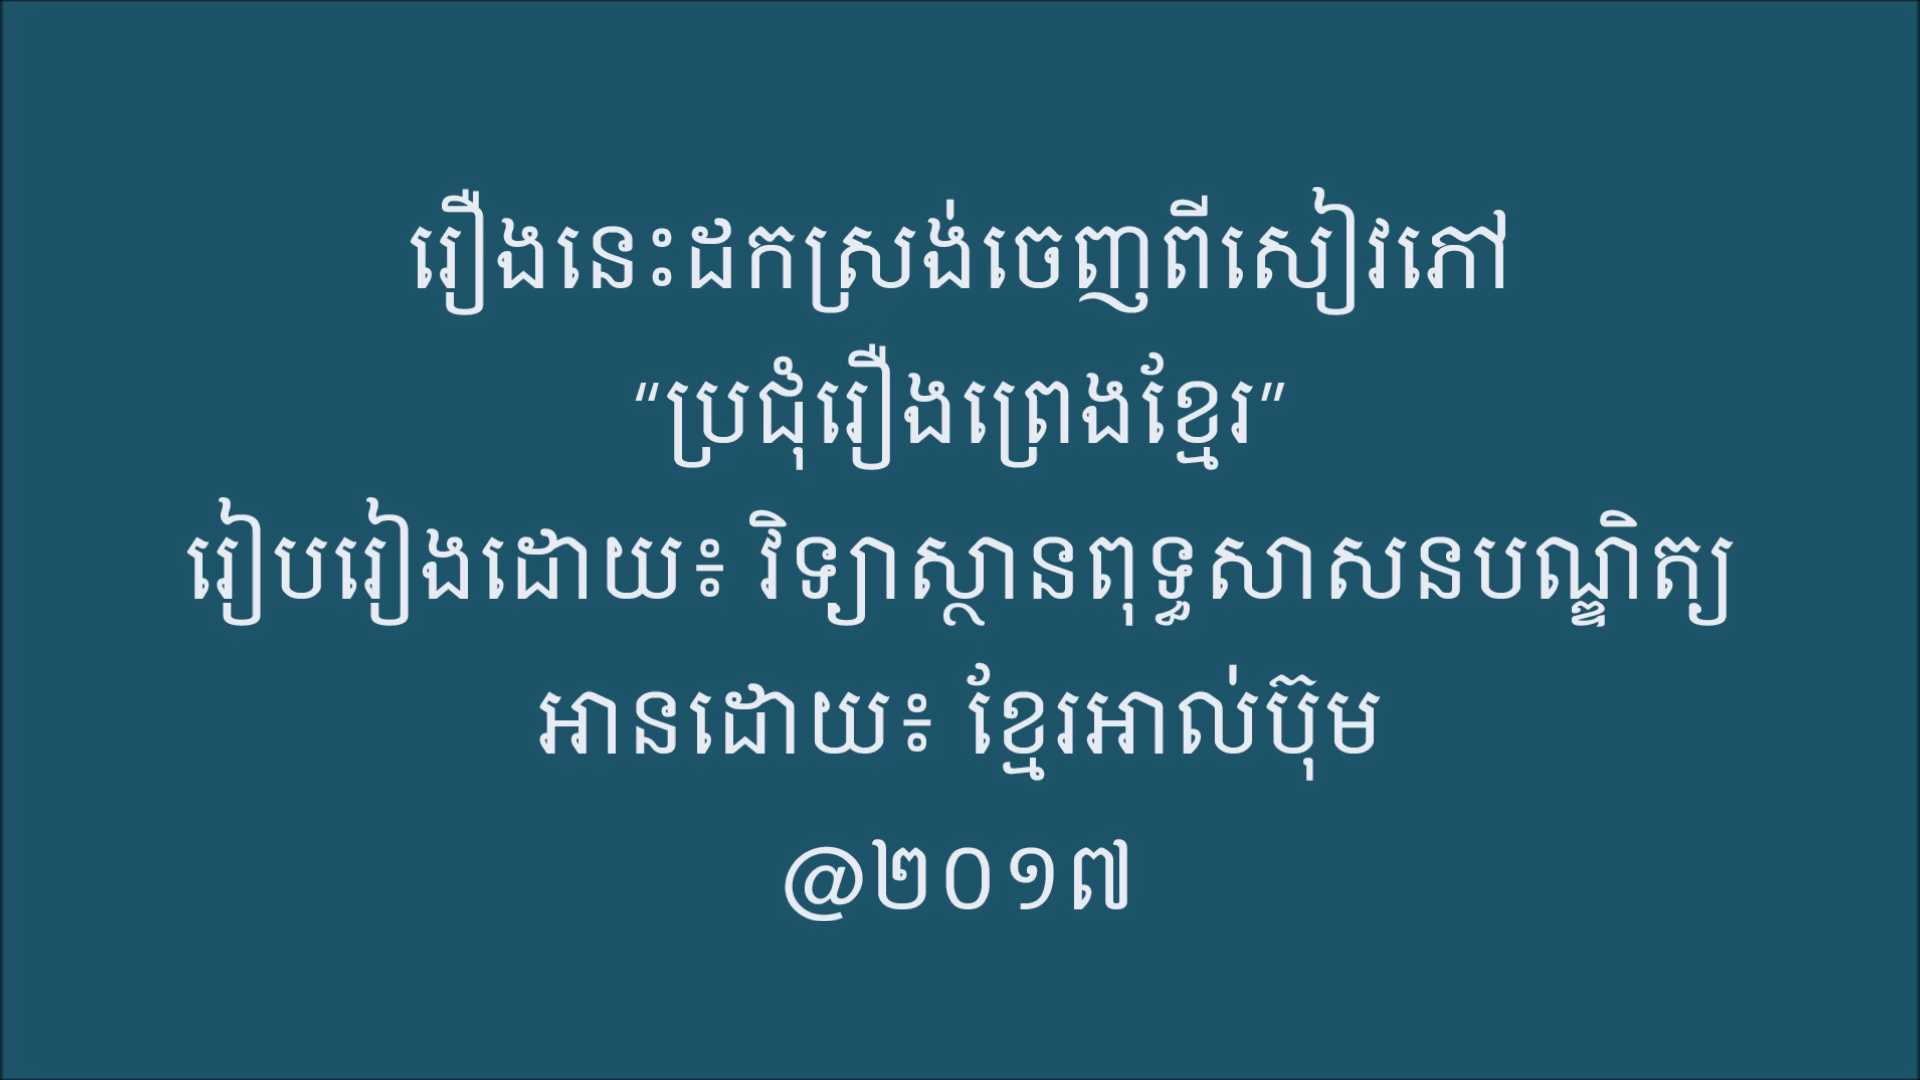 រឿងនេះដកស្រង់ចេញពីសៀវភៅ
“ប្រជុំរឿងព្រេងខ្មែរ”
រៀបរៀងដោយ៖ វិទ្យាស្ថានពុទ្ធសាសនបណ្ឌិត្យ
អានដោយ៖ ខ្មែរអាល់ប៊ុម
@២០១៧